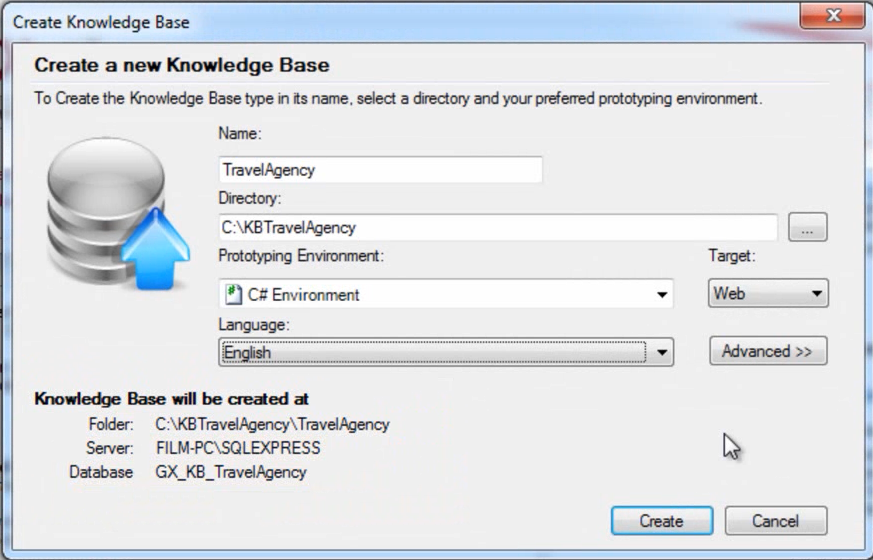 Create Knowledge Base
Create a new Knowledge Base
To Create the Knowledge Base type in its name, select a directory and your preferred prototyping environment.
Name:
TravelAgency
Directory:
C:\KBTravelAgency
...
Prototyping Environment:
Target:
C# Environment
Web
Language:
English
Advanced >>
Knowledge Base will be created at
Folder: C:\KBTravelAgency\TravelAgency
Server: FILM-PC\SQLEXPRESS
Database GX_KB_TravelAgency
Create
Cancel